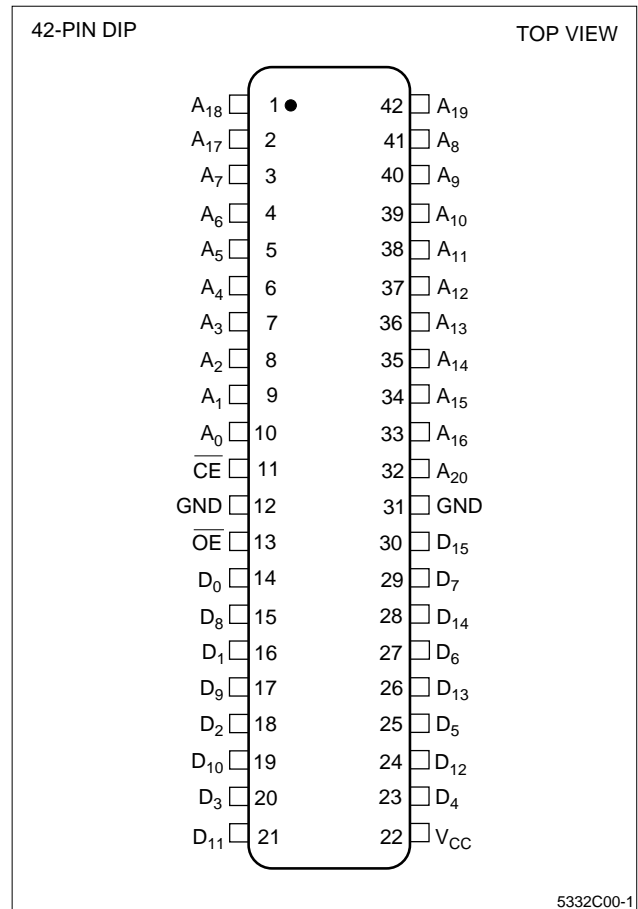 42-PIN DIP TOP VIEW
A18 1 42 A19
A17 2 41 A8
A7 3 40 A9
A6 4 39 A10
A5 5 38 A11
A4 6 37 A12
A3 7 36 A13
A2 8 35 A14
A1 9 34 A15
A0 10 33 A16
CE 11 32 A20
GND 12 31 GND
OE 13 30 D15
D0 14 29 D7
D8 15 28 D14
D1 16 27 D6
D9 17 26 D13
D2 18 25 D5
D10 19 24 D12
D3 20 23 D4
D11 21 22 VCC
5332C00-1